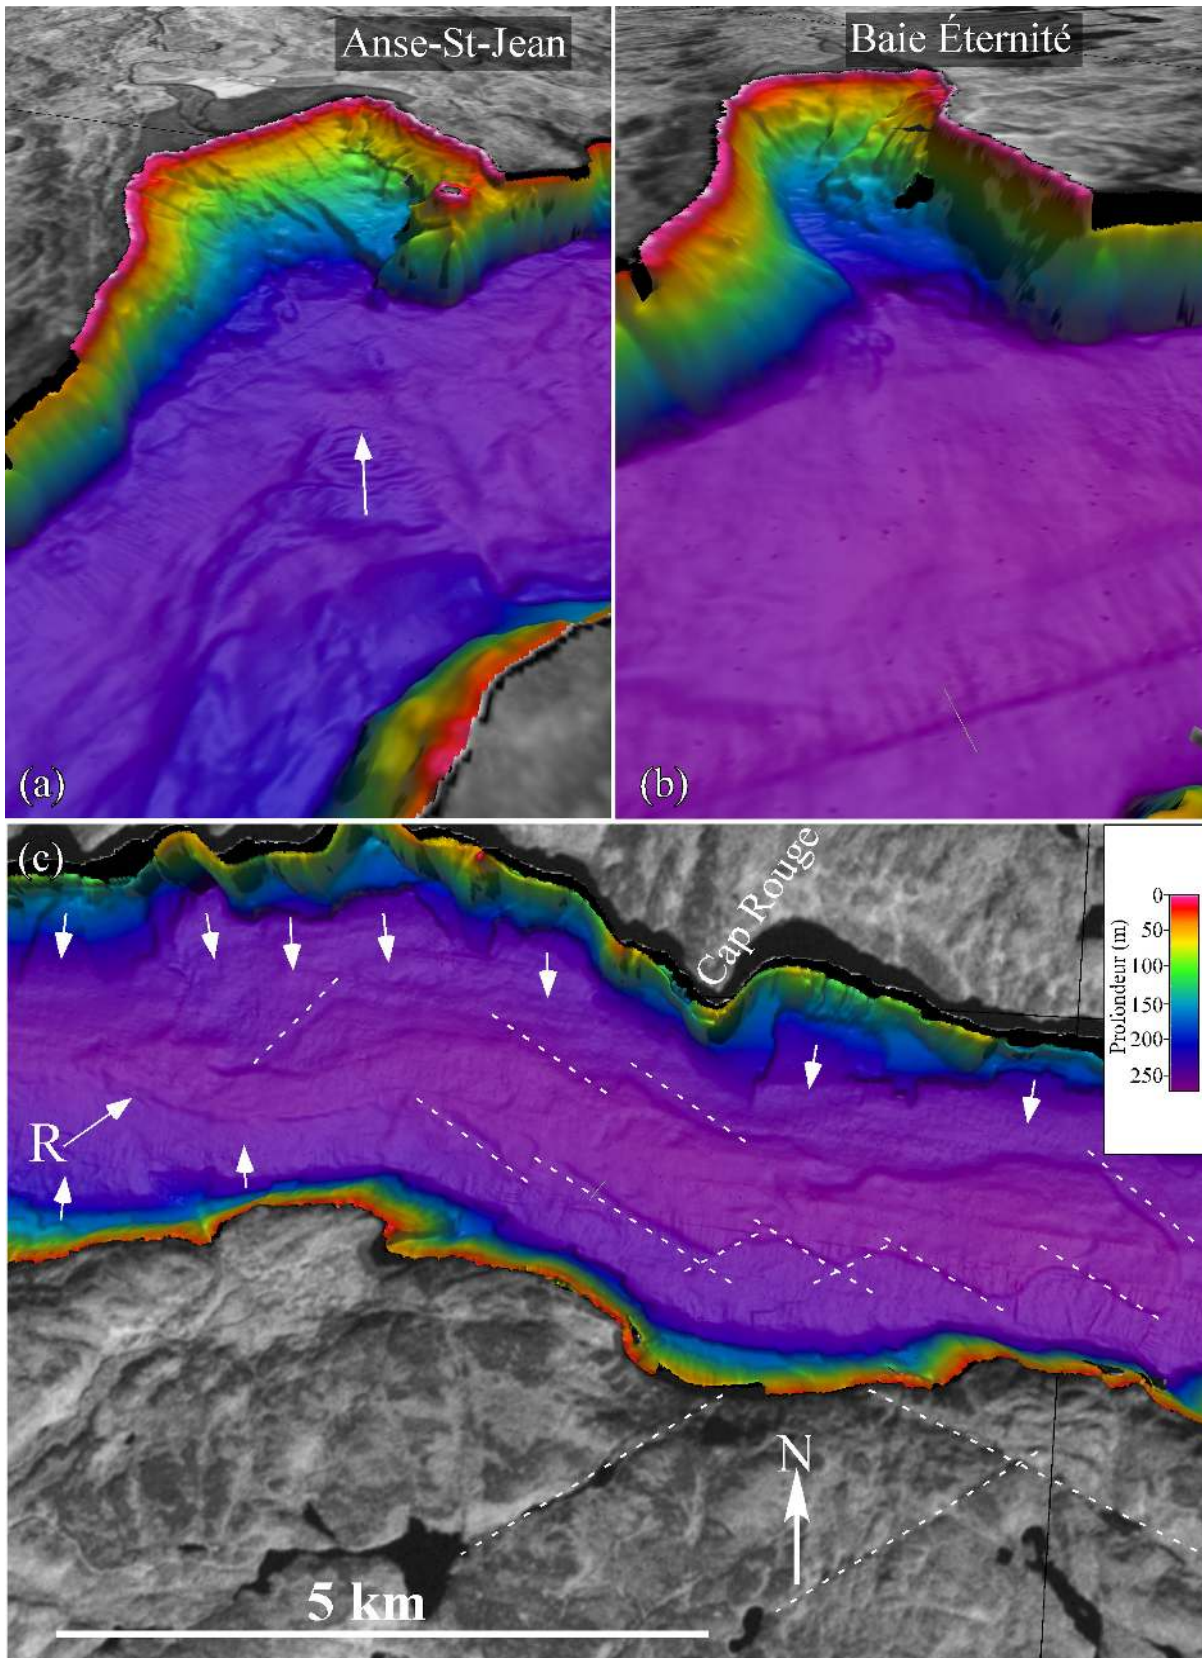 Anse-St-Jean
Baie Éternité
(a)
(b)
(c)
Cap Rouge
Profondeur (m)
0
50
100
150
200
250
R
N
5 km